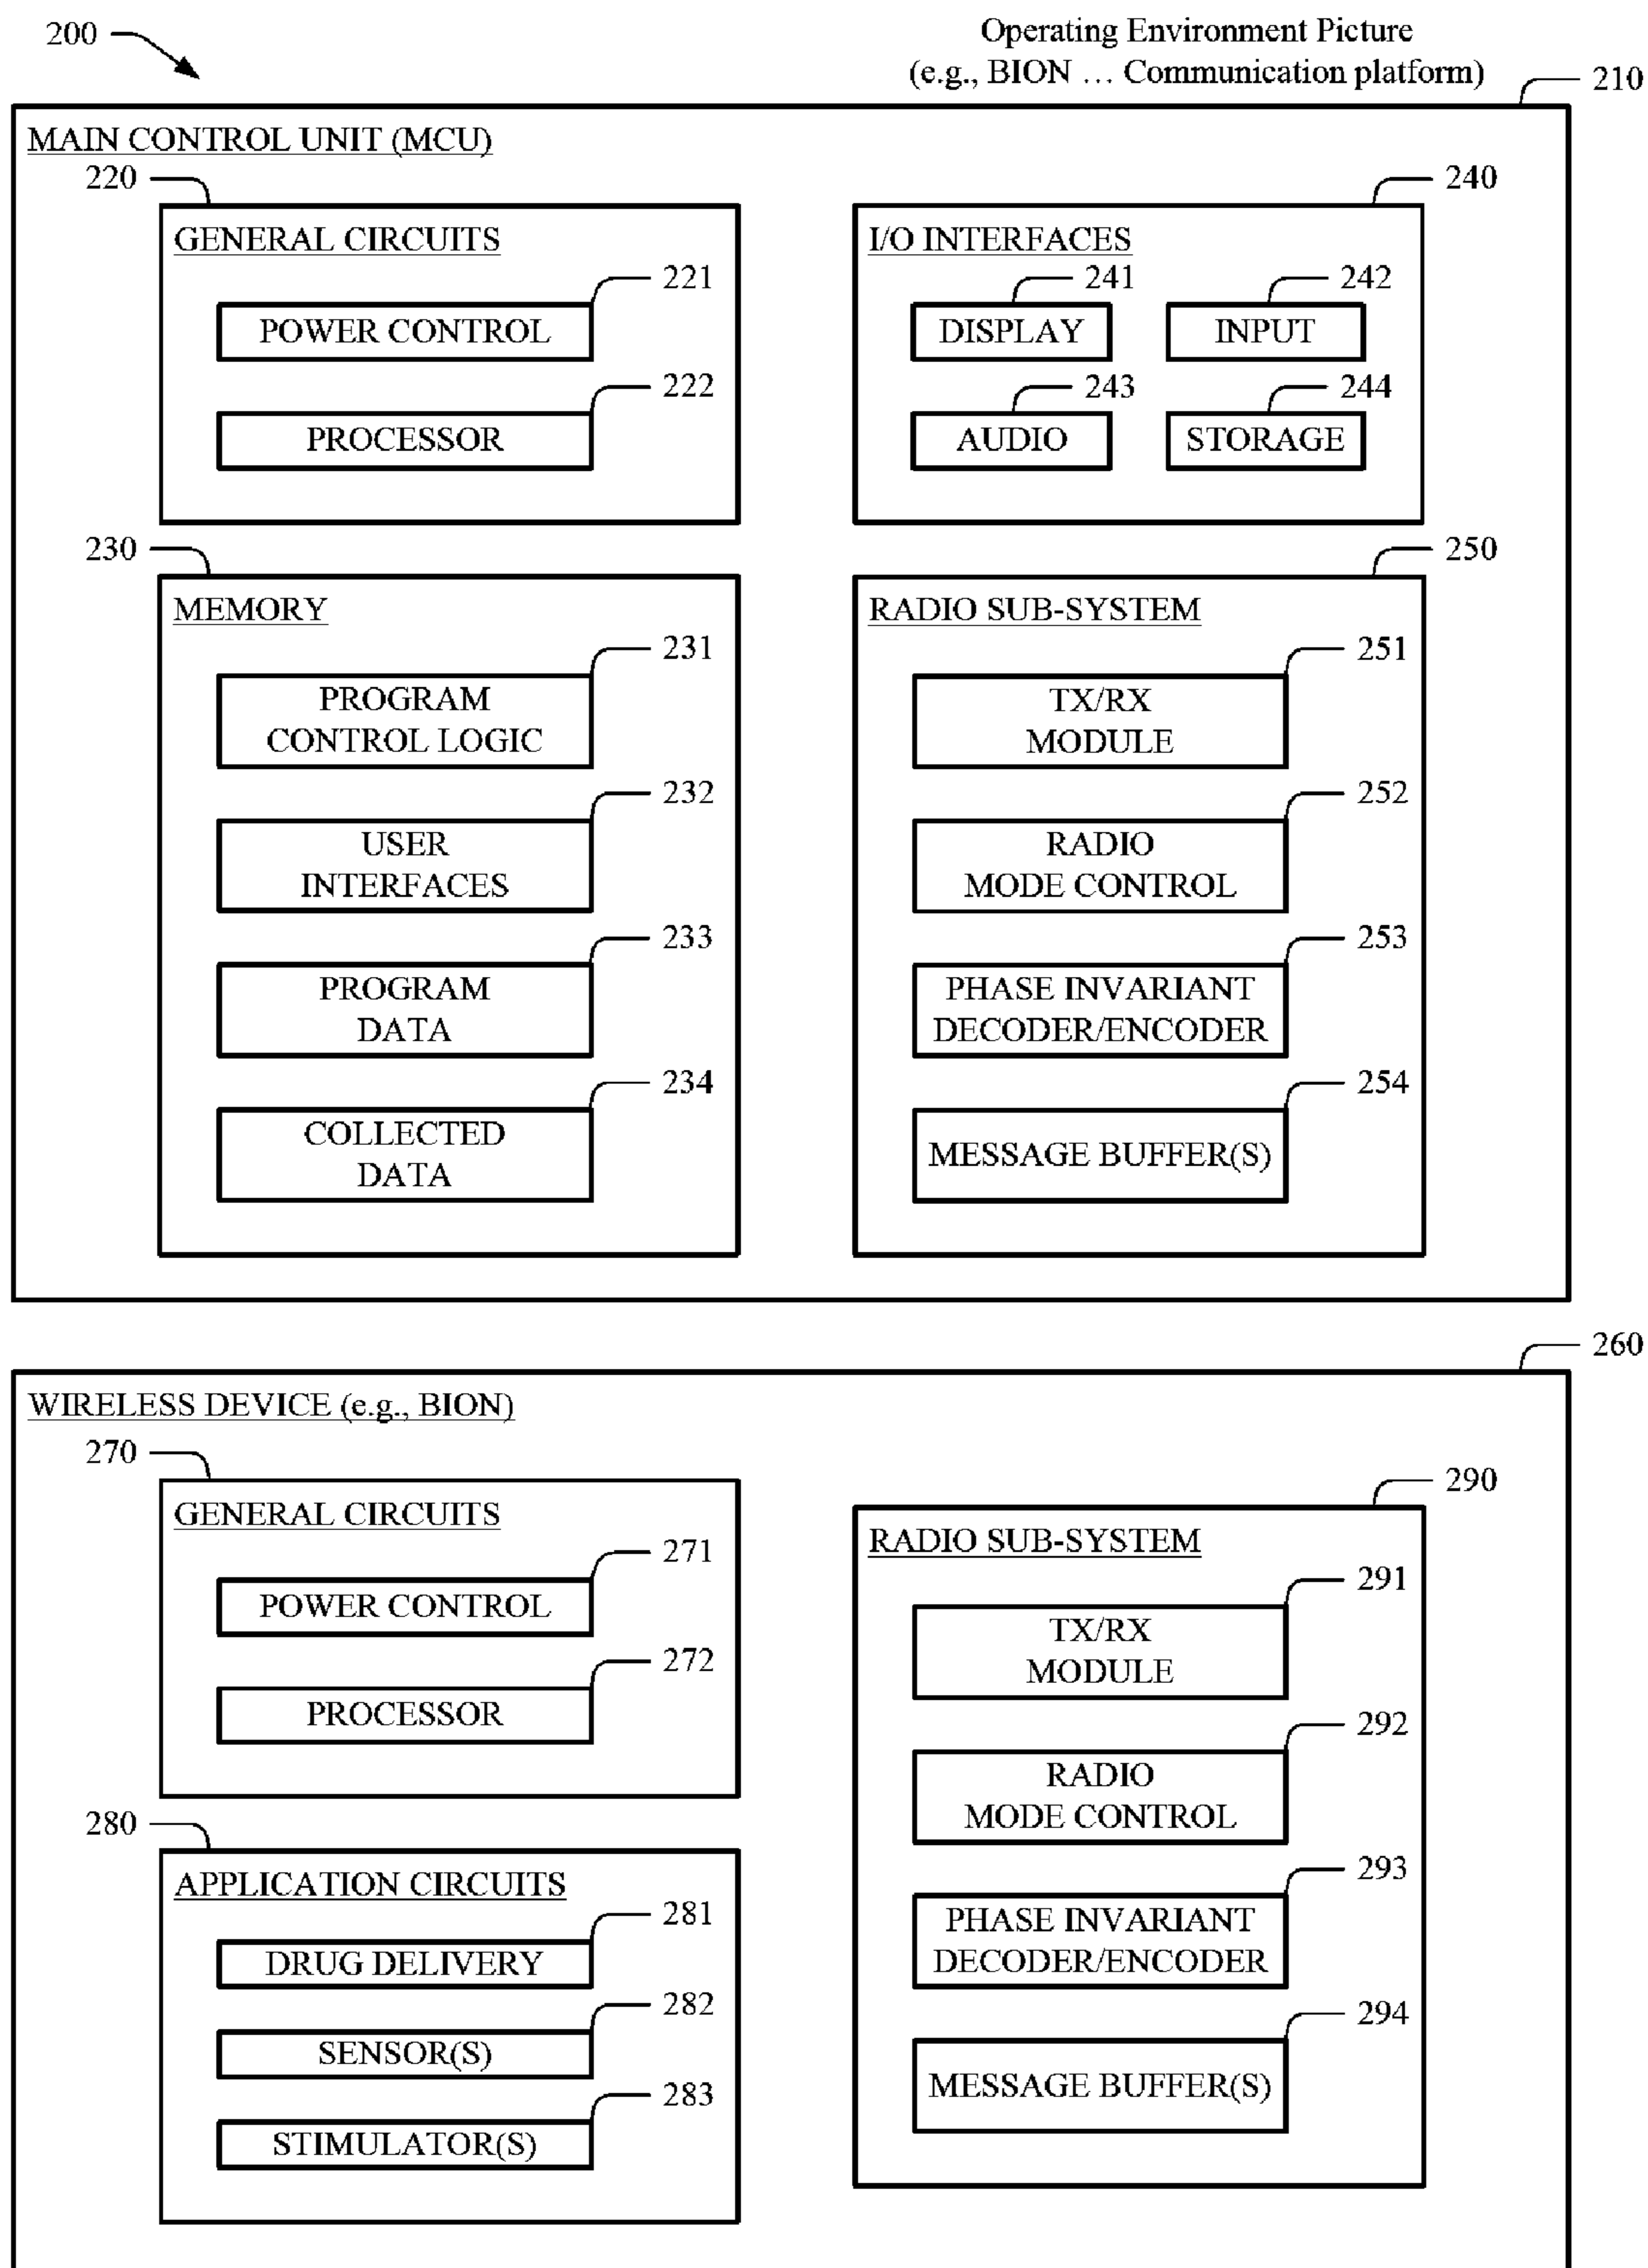 200
Operating Environment Picture
(e.g., BION ... Communication platform)
210
MAIN CONTROL UNIT (MCU)
220
GENERAL CIRCUITS
221
POWER CONTROL
222
PROCESSOR
240
I/O INTERFACES
241
DISPLAY
242
INPUT
243
AUDIO
244
STORAGE
230
MEMORY
231
PROGRAM
CONTROL LOGIC
232
USER
INTERFACES
233
PROGRAM
DATA
234
COLLECTED
DATA
250
RADIO SUB-SYSTEM
251
TX/RX
MODULE
252
RADIO
MODE CONTROL
253
PHASE INVARIANT
DECODER/ENCODER
254
MESSAGE BUFFER(S)
260
WIRELESS DEVICE (e.g., BION)
270
GENERAL CIRCUITS
271
POWER CONTROL
272
PROCESSOR
280
APPLICATION CIRCUITS
281
DRUG DELIVERY
282
SENSOR(S)
283
STIMULATOR(S)
290
RADIO SUB-SYSTEM
291
TX/RX
MODULE
292
RADIO
MODE CONTROL
293
PHASE INVARIANT
DECODER/ENCODER
294
MESSAGE BUFFER(S)